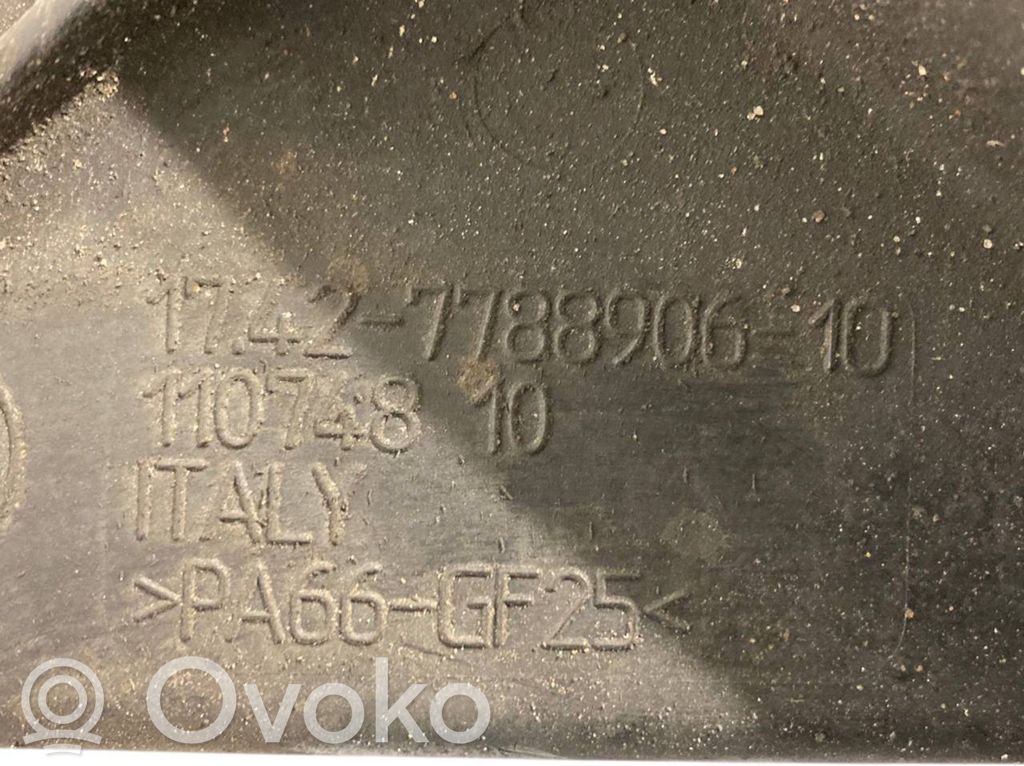 17.42-7788906-10
110748 10
ITALY
>PA66-GF25<
R Ovoko